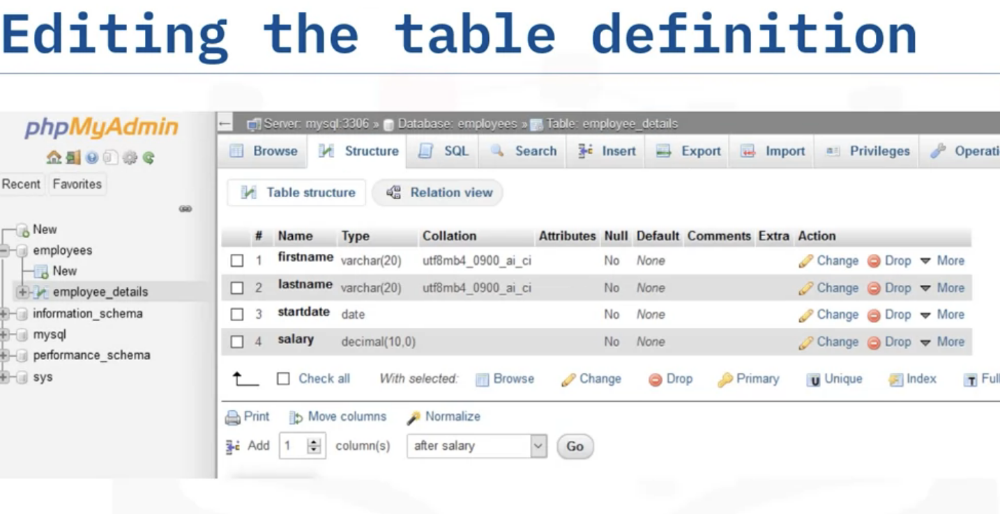 Editing the table definition
phpMyAdmin
Recent Favorites
New
employees
New
employee_details
information_schema
mysql
performance_schema
sys
Server: mysql:3306 » Database: employees » Table: employee_details
Browse Structure SQL Search Insert Export Import Privileges Operati
Table structure Relation view
# Name Type Collation Attributes Null Default Comments Extra Action
1 firstname varchar(20) utf8mb4_0900_ai_ci No None Change Drop More
2 lastname varchar(20) utf8mb4_0900_ai_ci No None Change Drop More
3 startdate date No None Change Drop More
4 salary decimal(10,0) No None Change Drop More
Check all With selected: Browse Change Drop Primary Unique Index Full
Print Move columns Normalize
Add 1 column(s) after salary Go